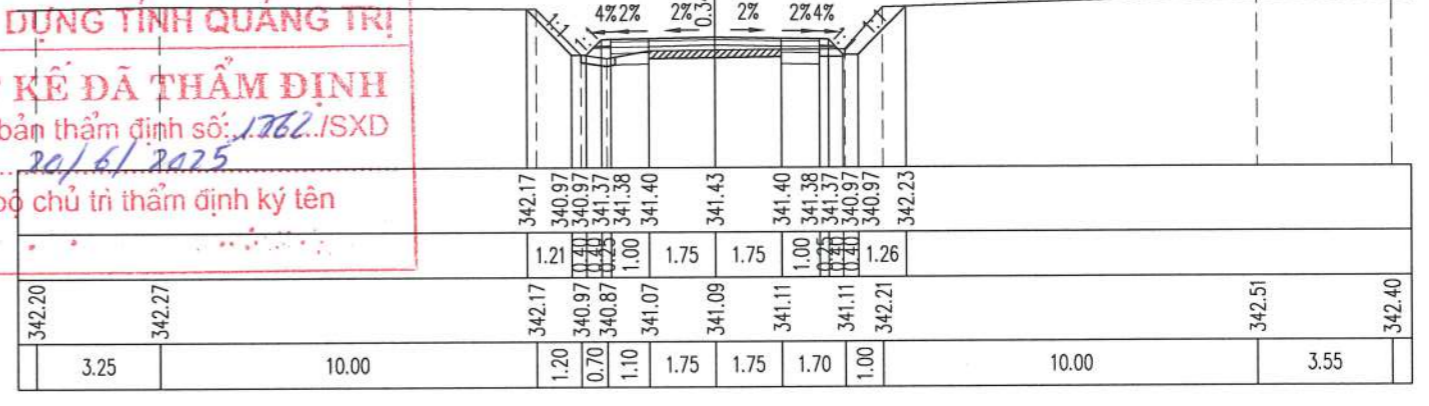 DỰNG TỈNH QUẢNG TRỊ
KẾ ĐÃ THẨM ĐỊNH
bản thẩm định số: 1762/SXD
20/6/2025
bộ chủ trì thẩm định ký tên
1:1 4% 2% 2% 2% 2% 4% 1:1
342.17 340.97 340.97 341.37 341.38 341.40 341.43 341.40 341.38 341.37 340.97 340.97 342.23
1.21 0.40 0.40 0.25 1.00 1.75 1.75 1.00 0.25 0.40 0.40 1.26
342.20 342.27 342.17 340.97 340.87 341.07 341.09 341.11 341.11 342.21 342.51 342.40
3.25 10.00 1.20 0.70 1.10 1.75 1.75 1.70 1.00 10.00 3.55